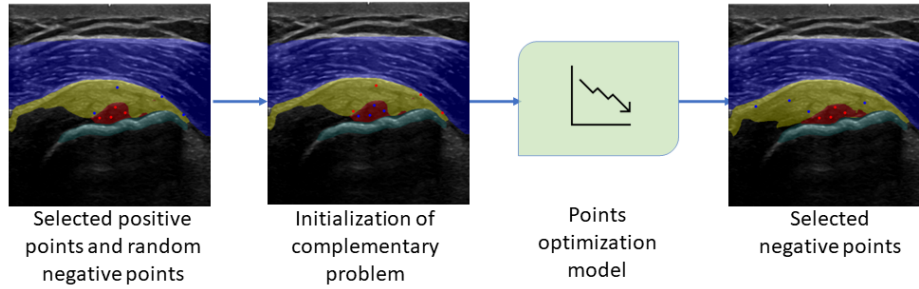 Selected positive
points and random
negative points
Initialization of
complementary
problem
Points
optimization
model
Selected
negative points